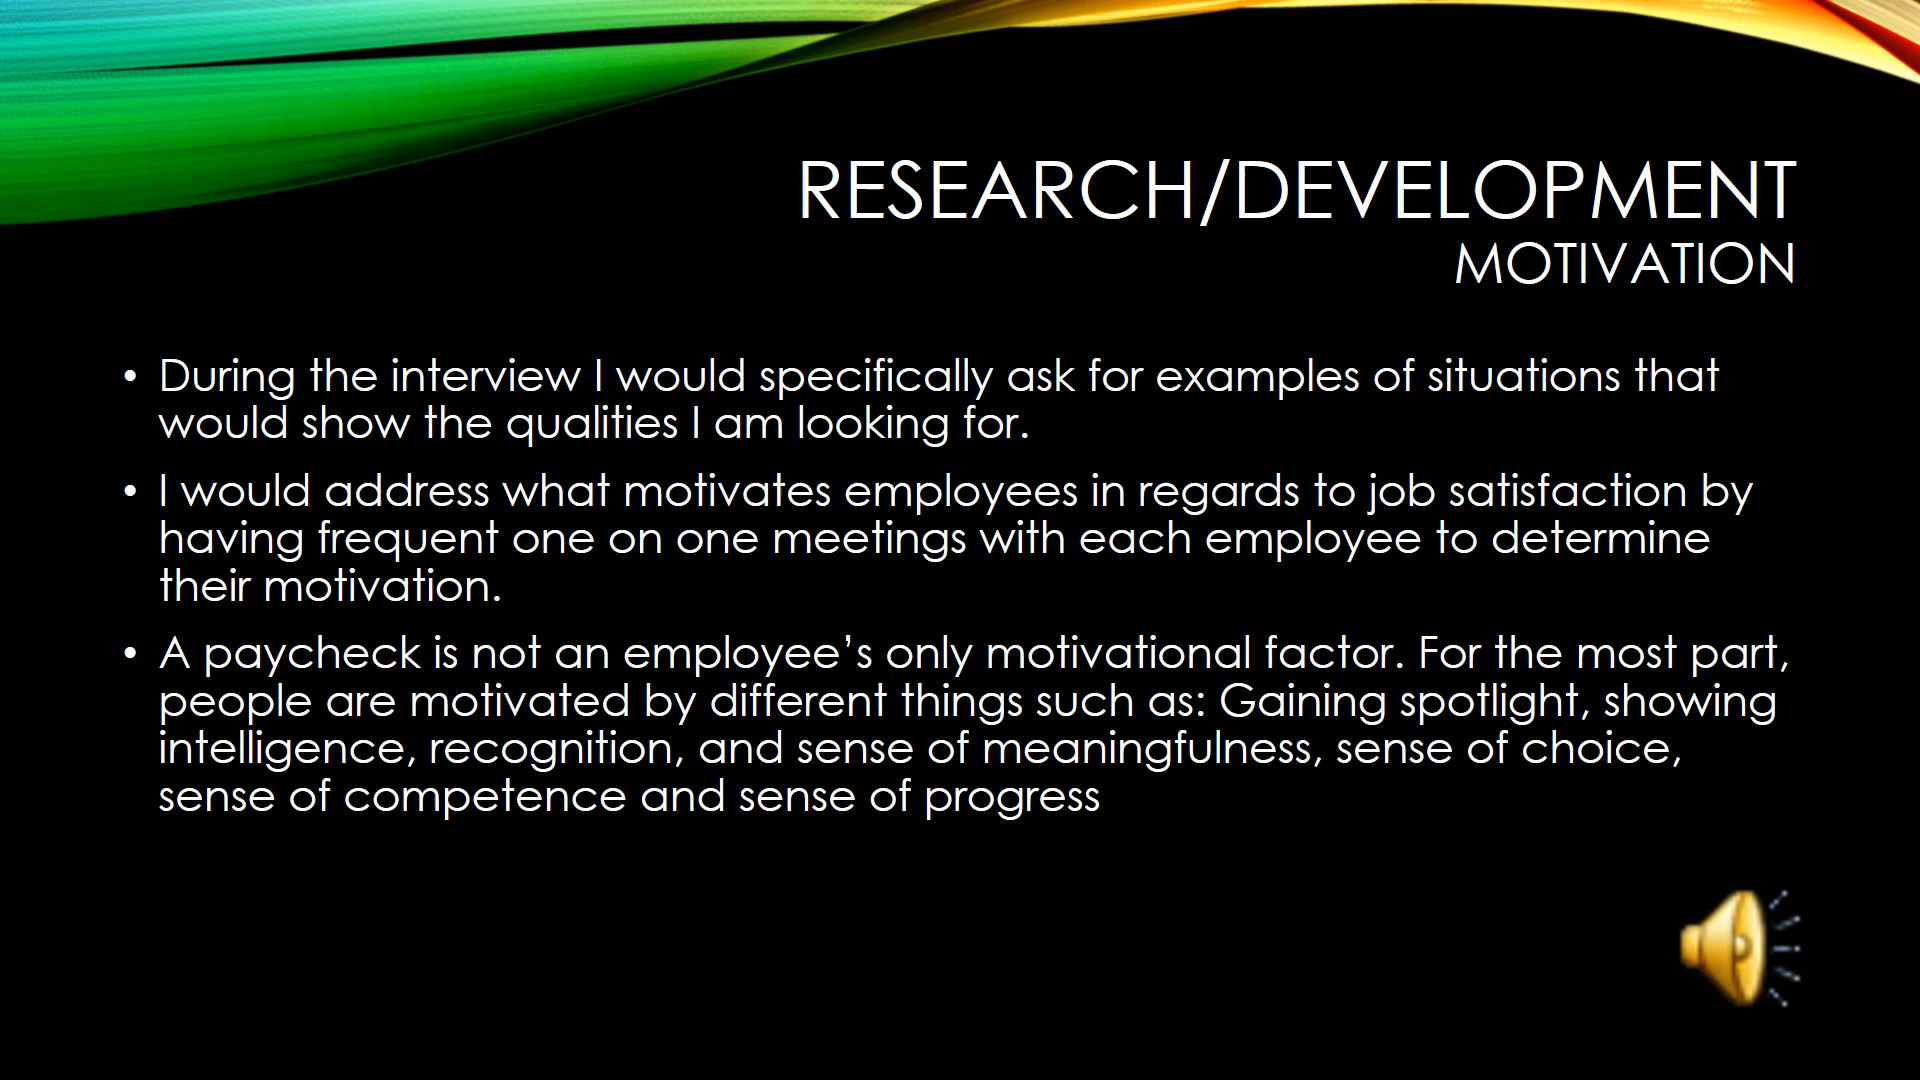 RESEARCH/DEVELOPMENT
MOTIVATION
• During the interview I would specifically ask for examples of situations that
would show the qualities I am looking for.
• I would address what motivates employees in regards to job satisfaction by
having frequent one on one meetings with each employee to determine
their motivation.
• A paycheck is not an employee’s only motivational factor. For the most part,
people are motivated by different things such as: Gaining spotlight, showing
intelligence, recognition, and sense of meaningfulness, sense of choice,
sense of competence and sense of progress